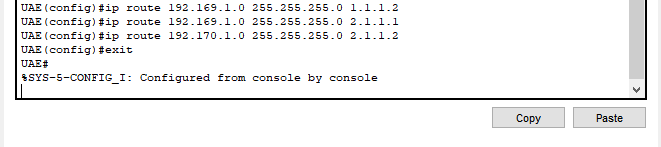 UAE(config)#ip route 192.169.1.0 255.255.255.0 1.1.1.2
UAE(config)#ip route 192.169.1.0 255.255.255.0 2.1.1.1
UAE(config)#ip route 192.170.1.0 255.255.255.0 2.1.1.2
UAE(config)#exit
UAE#
%SYS-5-CONFIG_I: Configured from console by console
Copy Paste